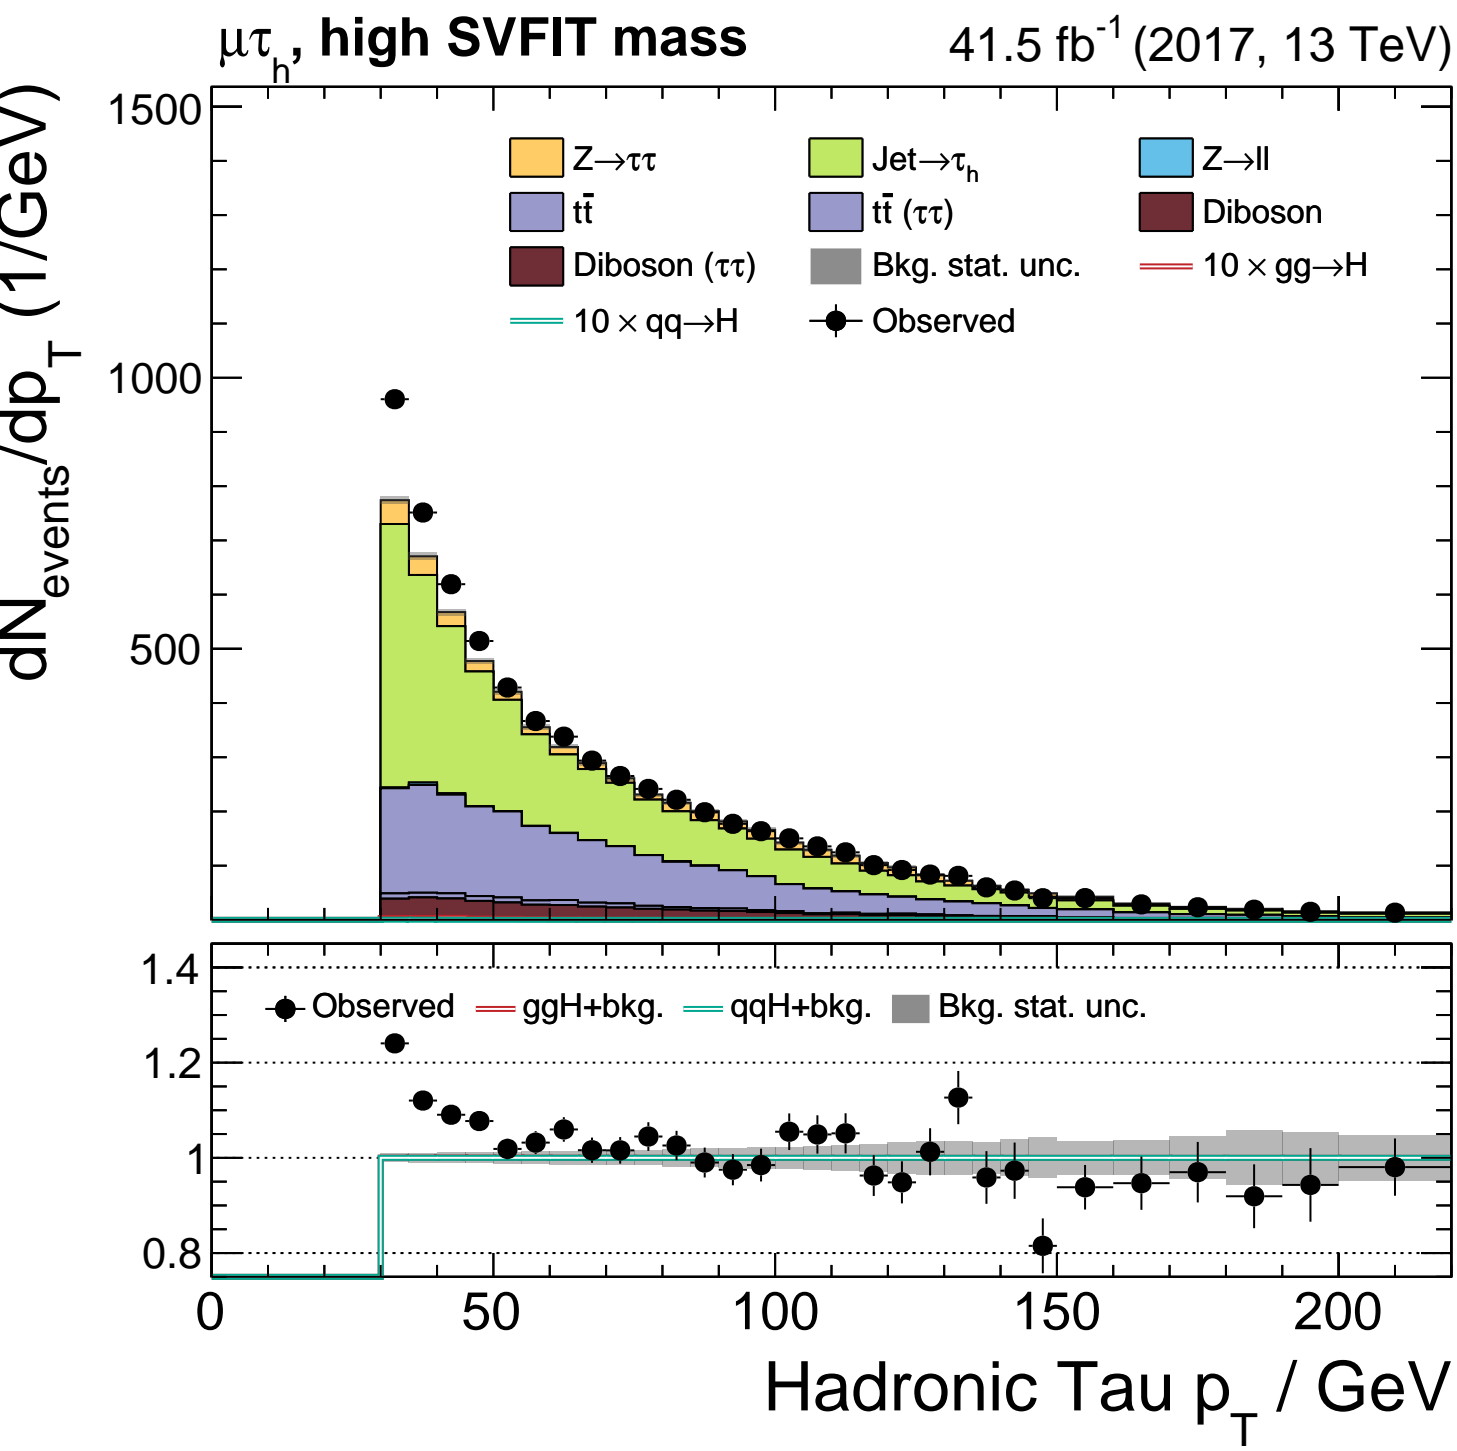 μτh, high SVFIT mass 41.5 fb-1 (2017, 13 TeV)
dNevents/dpT (1/GeV)
1500
1000
500
Z→ττ Jet→τh Z→ll
tt̄ tt̄ (ττ) Diboson
Diboson (ττ) Bkg. stat. unc. 10 × gg→H
10 × qq→H Observed
1.4
1.2
1
0.8
Observed ggH+bkg. qqH+bkg. Bkg. stat. unc.
0 50 100 150 200
Hadronic Tau pT / GeV